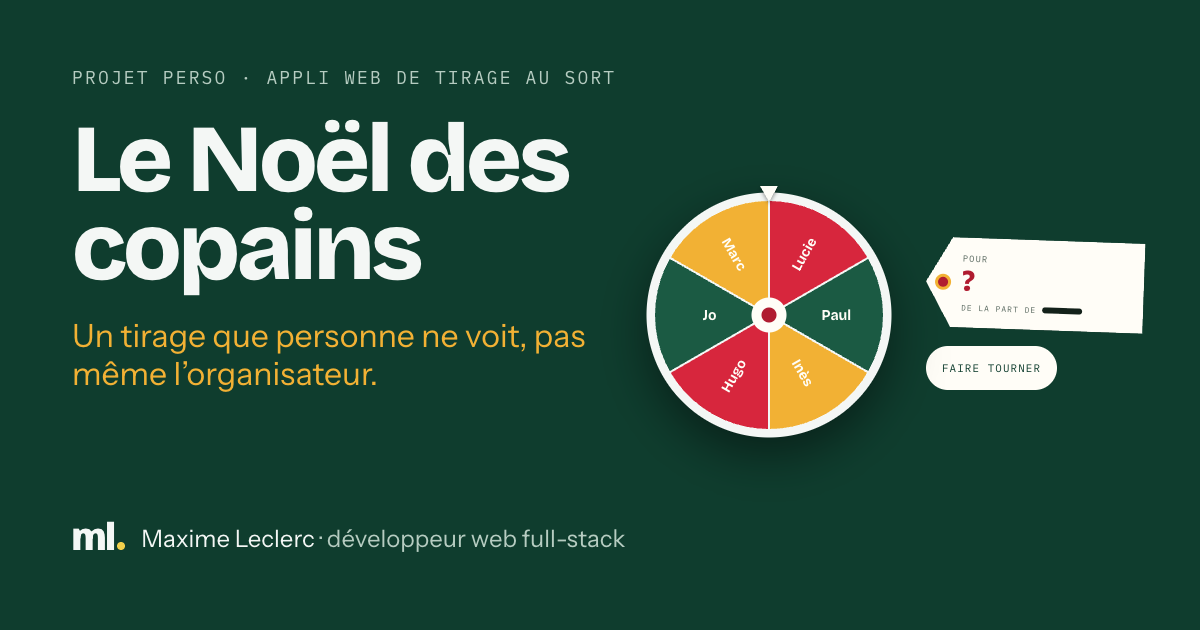 PROJET PERSO · APPLI WEB DE TIRAGE AU SORT
Le Noël des
copains
Un tirage que personne ne voit, pas
même l’organisateur.
Marc
Lucie
Jo
Paul
Hugo
Inès
POUR
?
DE LA PART DE
FAIRE TOURNER
ml.
Maxime Leclerc · développeur web full-stack